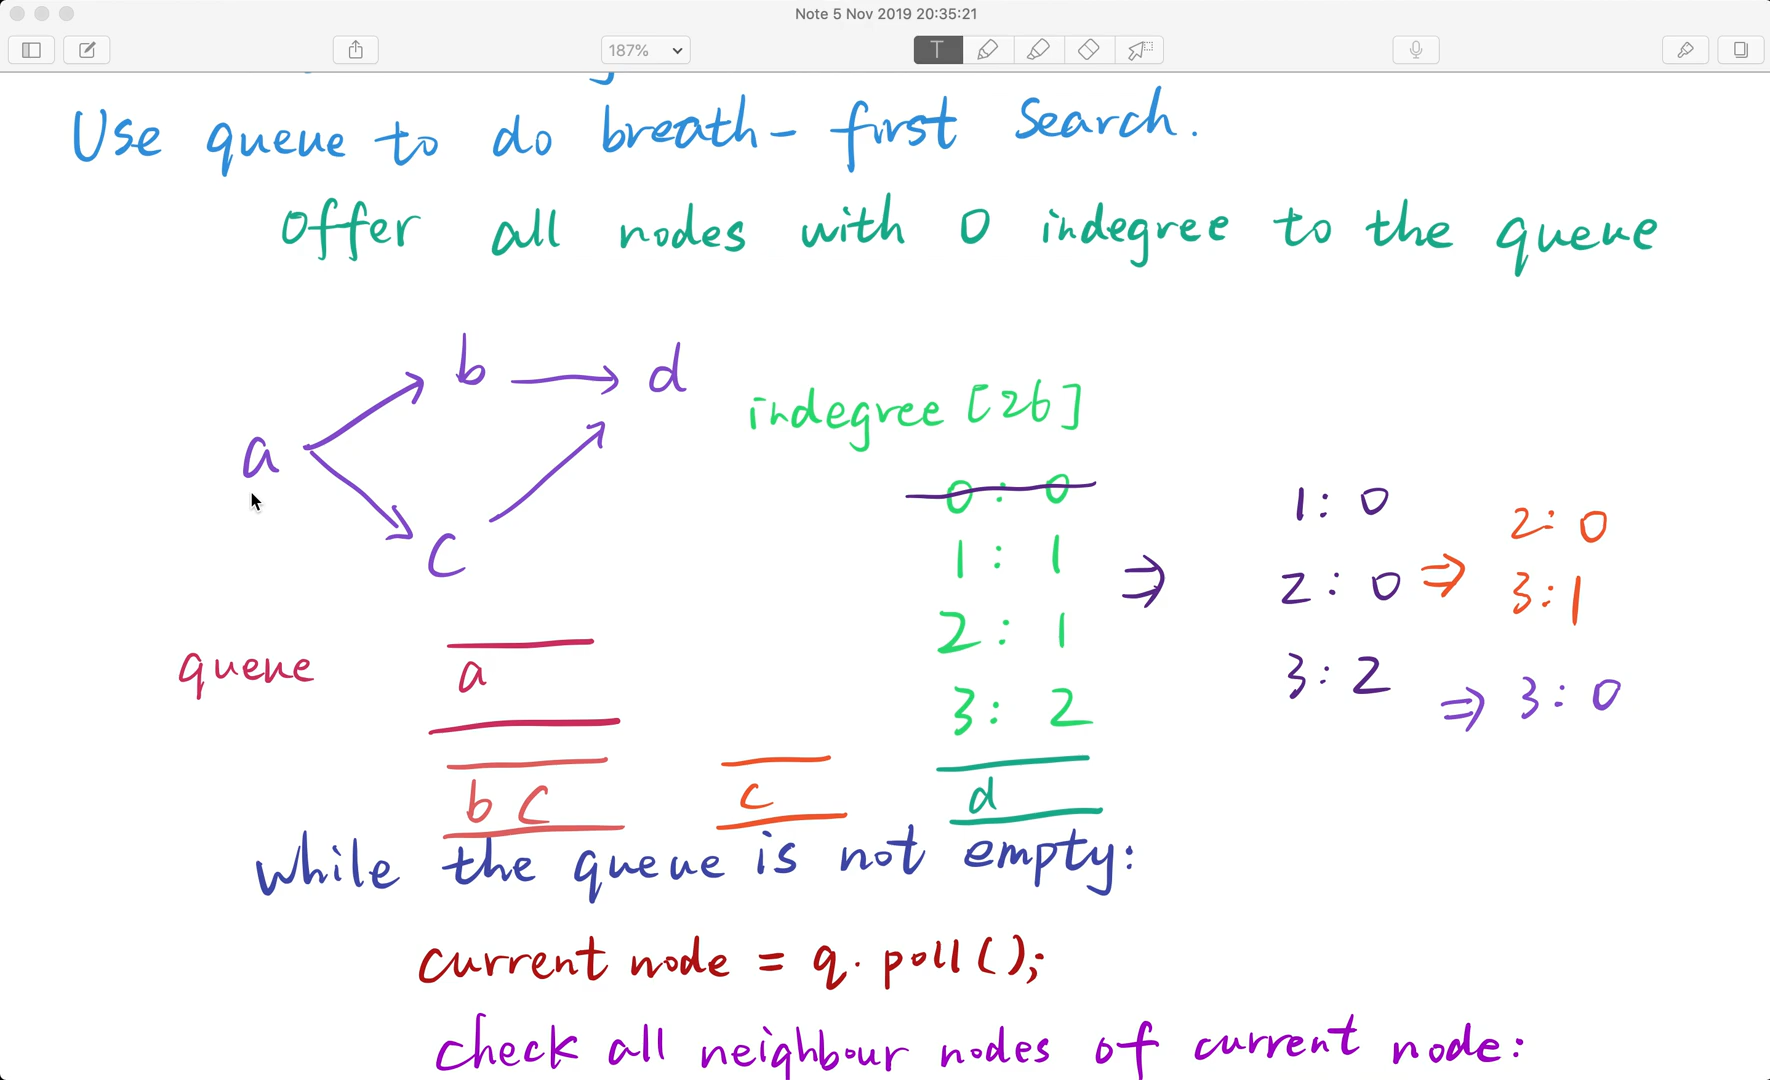 Note 5 Nov 2019 20:35:21
187%
T
Use queue to do breath-first search.
Offer all nodes with 0 indegree to the queue
b
d
a
c
indegree [26]
0:0
1:1
2:1
3:2
⇒
1:0
2:0
3:2
⇒
2:0
3:1
⇒ 3:0
queue
a
b c
c
d
while the queue is not empty:
current node = q.poll();
check all neighbour nodes of current node: